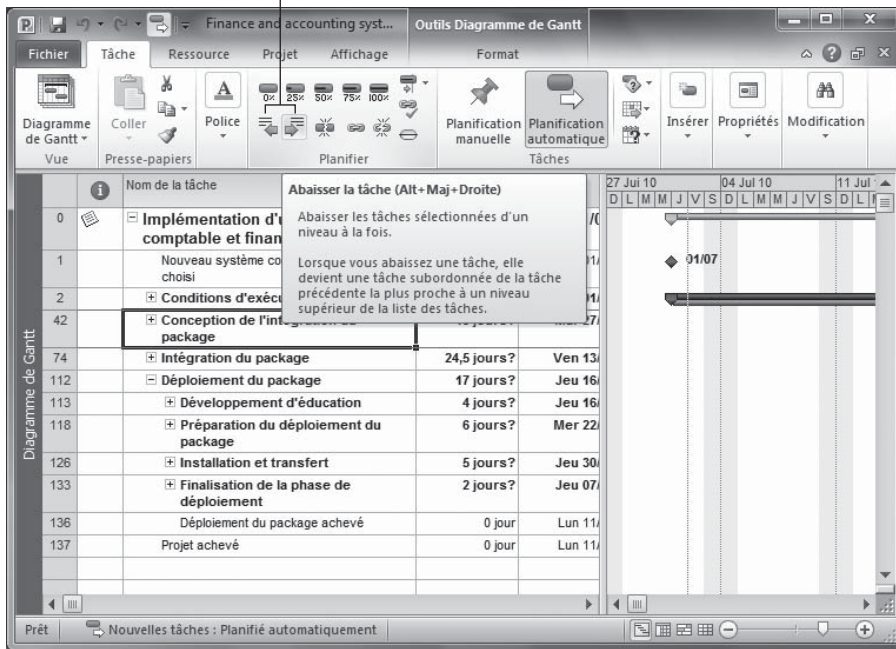 Finance and accounting syst...
Outils Diagramme de Gantt
Fichier Tâche Ressource Projet Affichage Format
0% 25% 50% 75% 100%
Diagramme de Gantt
Coller
Police
Planification manuelle
Planification automatique
Insérer
Propriétés
Modification
Vue Presse-papiers Planifier Tâches
Nom de la tâche
Abaisser la tâche (Alt+Maj+Droite)
Abaisser les tâches sélectionnées d'un
niveau à la fois.
Lorsque vous abaissez une tâche, elle
devient une tâche subordonnée de la tâche
précédente la plus proche à un niveau
supérieur de la liste des tâches.
27 Jui 10 04 Jul 10 11 Jul
D L M M J V S D L M M J V S D L
0 Implémentation
comptable et
1 Nouveau système
choisi
01/07
2 Conditions
42 Conception de
package
74 Intégration du package 24,5 jours? Ven 13/
112 Déploiement du package 17 jours? Jeu 16/
113 Développement d'éducation 4 jours? Jeu 16/
118 Préparation du déploiement du
package 6 jours? Mer 22/
126 Installation et transfert 5 jours? Jeu 30/
133 Finalisation de la phase de
déploiement 2 jours? Jeu 07/
136 Déploiement du package achevé 0 jour Lun 11/
137 Projet achevé 0 jour Lun 11/
Diagramme de Gantt
Prêt Nouvelles tâches : Planifié automatiquement